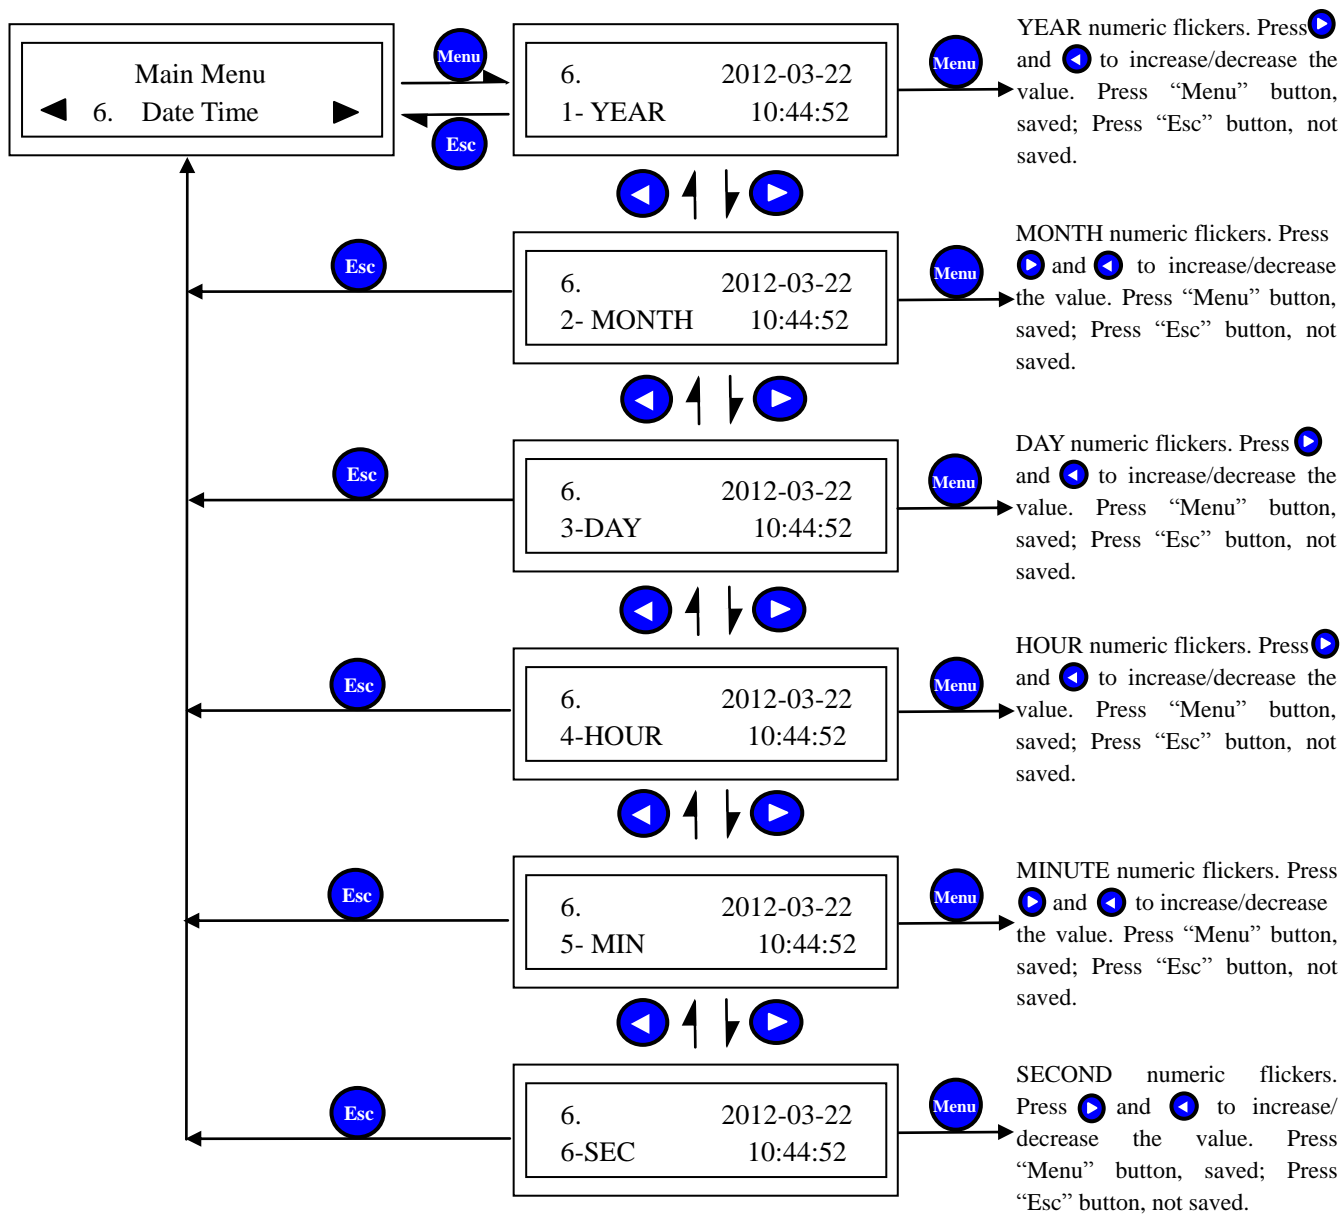 Main Menu
6. Date Time
Menu
Esc
6. 2012-03-22
1- YEAR 10:44:52
Menu
YEAR numeric flickers. Press
and to increase/decrease the
value. Press “Menu” button,
saved; Press “Esc” button, not
saved.
Esc
6. 2012-03-22
2- MONTH 10:44:52
Menu
MONTH numeric flickers. Press
and to increase/decrease
the value. Press “Menu” button,
saved; Press “Esc” button, not
saved.
Esc
6. 2012-03-22
3-DAY 10:44:52
Menu
DAY numeric flickers. Press
and to increase/decrease the
value. Press “Menu” button,
saved; Press “Esc” button, not
saved.
Esc
6. 2012-03-22
4-HOUR 10:44:52
Menu
HOUR numeric flickers. Press
and to increase/decrease the
value. Press “Menu” button,
saved; Press “Esc” button, not
saved.
Esc
6. 2012-03-22
5- MIN 10:44:52
Menu
MINUTE numeric flickers. Press
and to increase/decrease
the value. Press “Menu” button,
saved; Press “Esc” button, not
saved.
Esc
6. 2012-03-22
6-SEC 10:44:52
Menu
SECOND numeric flickers.
Press and to increase/
decrease the value. Press
“Menu” button, saved; Press
“Esc” button, not saved.